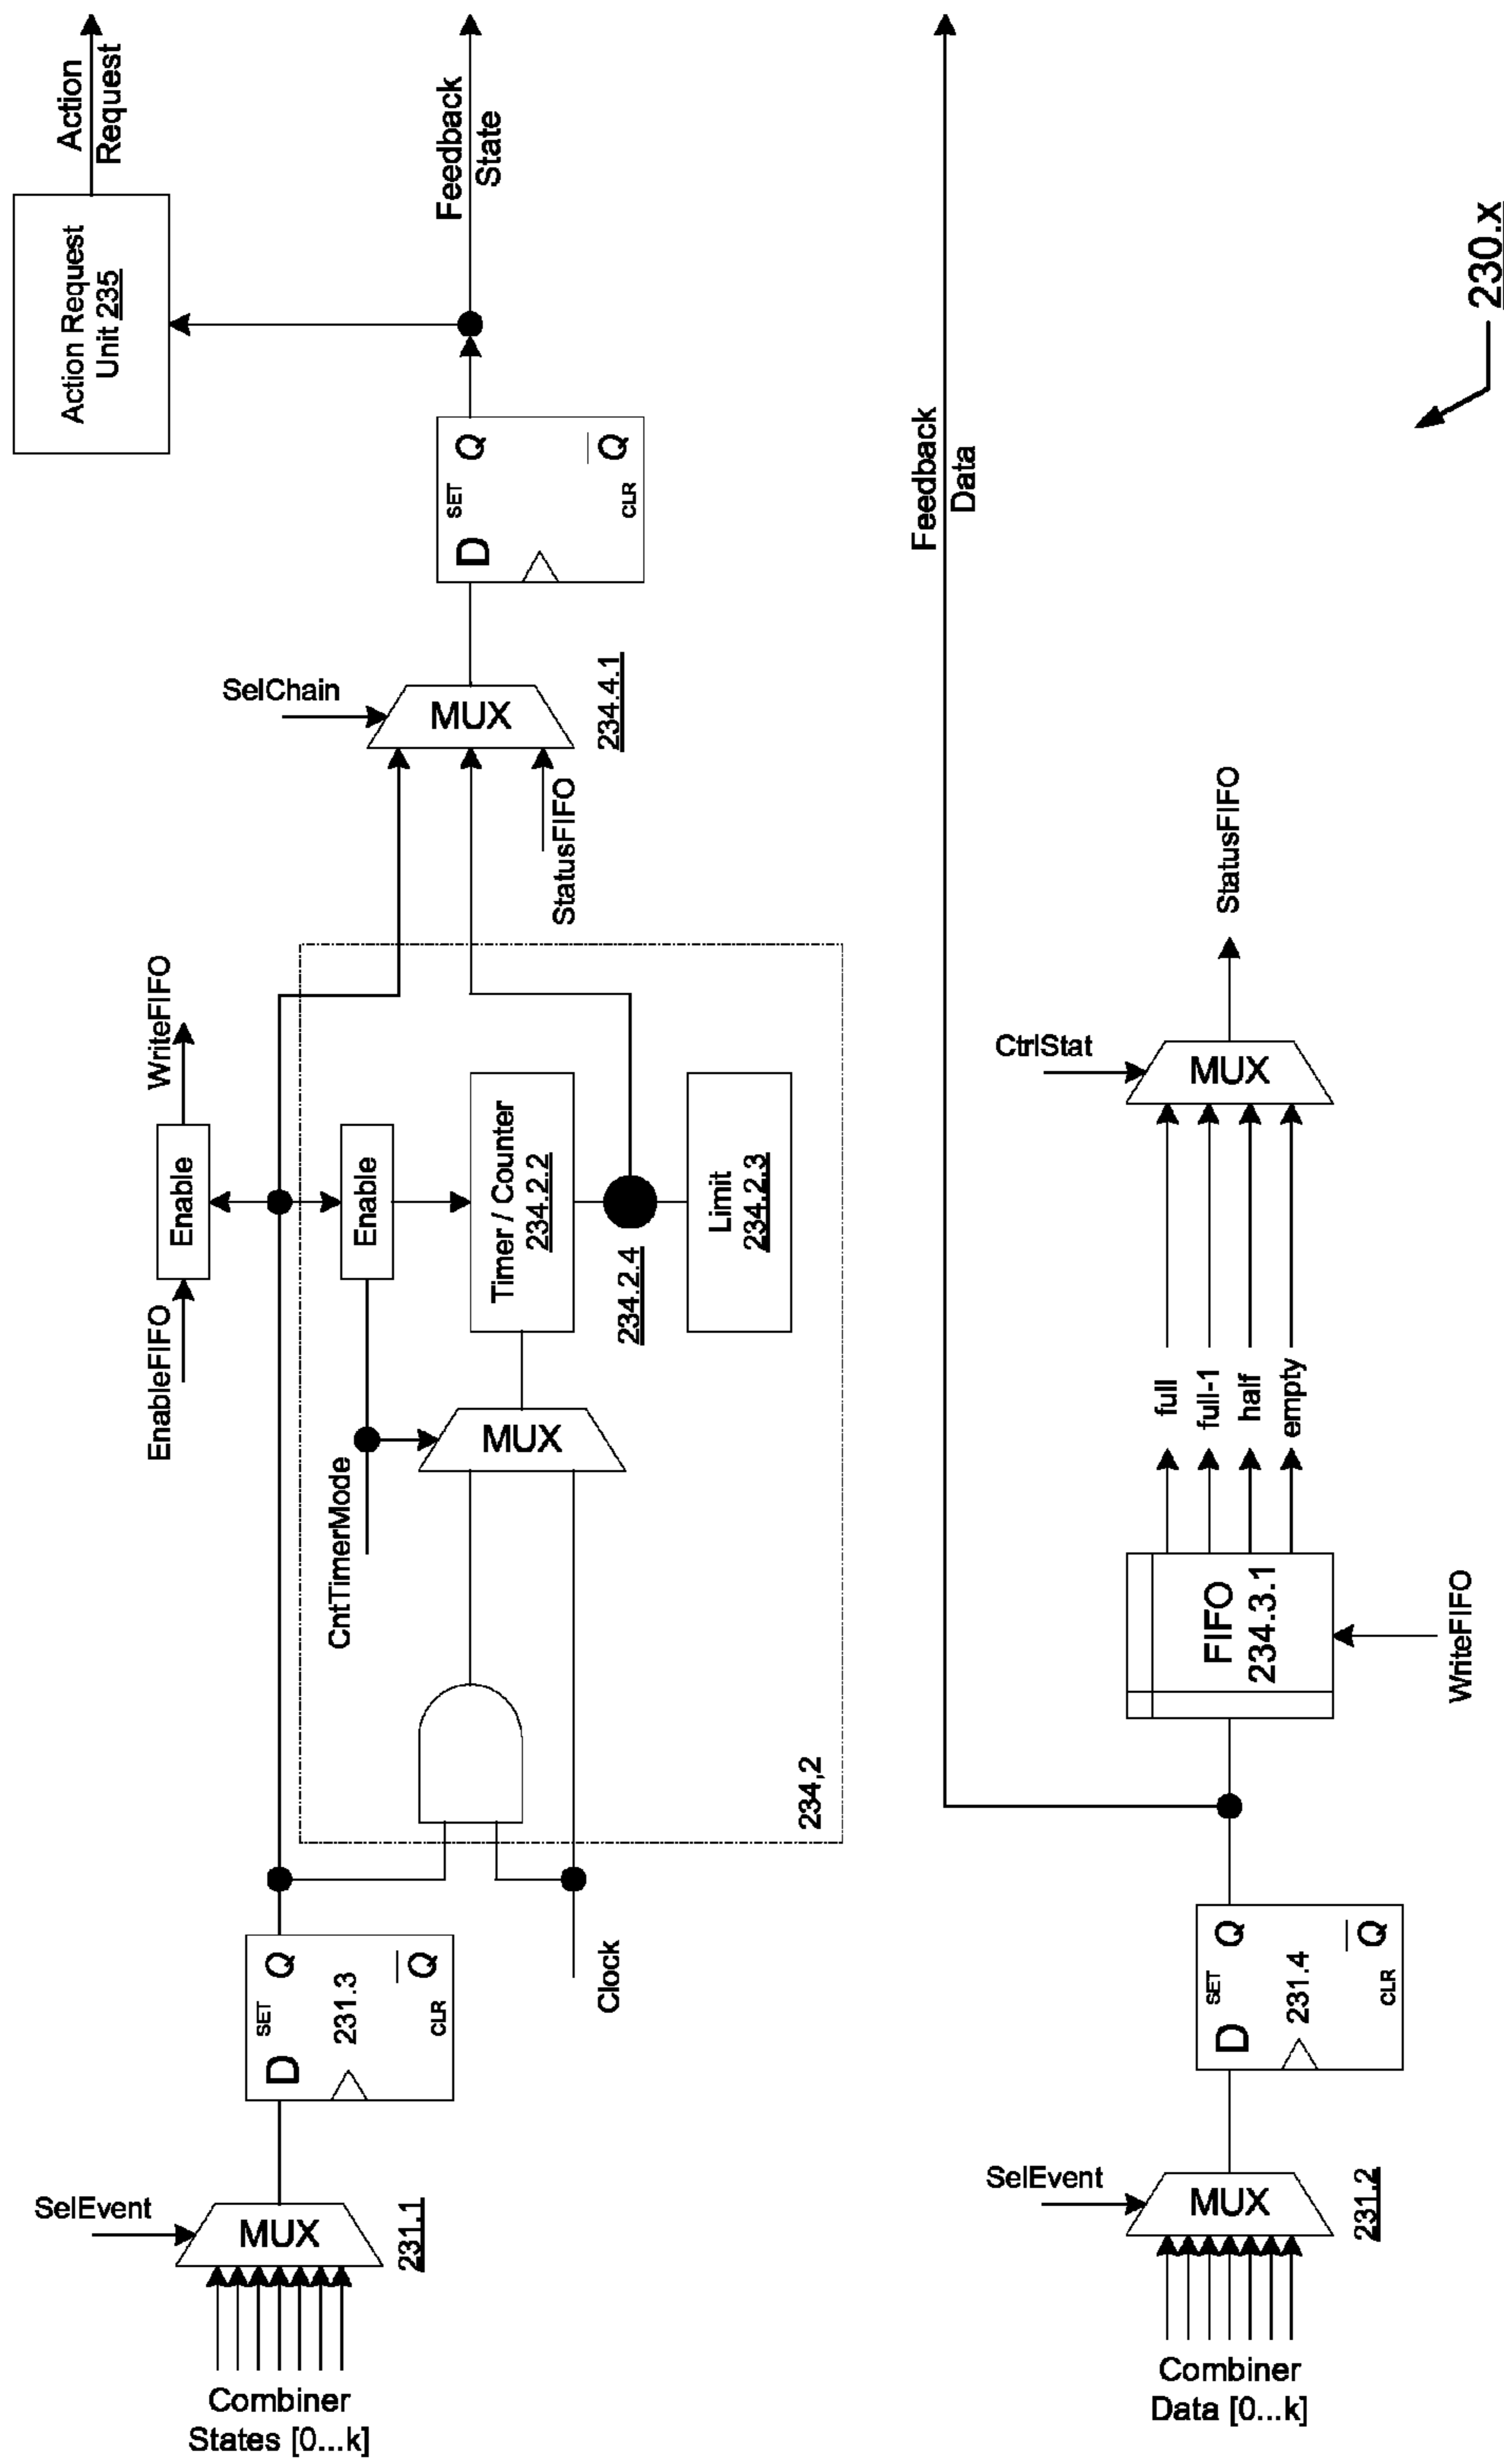 Action
Request
Action Request
Unit 235
Feedback
State
D
SET
Q
Q
CLR
SelChain
MUX
234.4.1
StatusFIFO
WriteFIFO
Enable
EnableFIFO
Enable
CntTimerMode
Timer / Counter
234.2.2
234.2.4
Limit
234.2.3
MUX
234,2
Clock
D
SET
Q
231.3
Q
CLR
SelEvent
MUX
231.1
Combiner
States [0...k]
Feedback
Data
StatusFIFO
CtrlStat
MUX
full
full-1
half
empty
FIFO
234.3.1
WriteFIFO
D
SET
Q
231.4
Q
CLR
SelEvent
MUX
231.2
Combiner
Data [0...k]
230.x